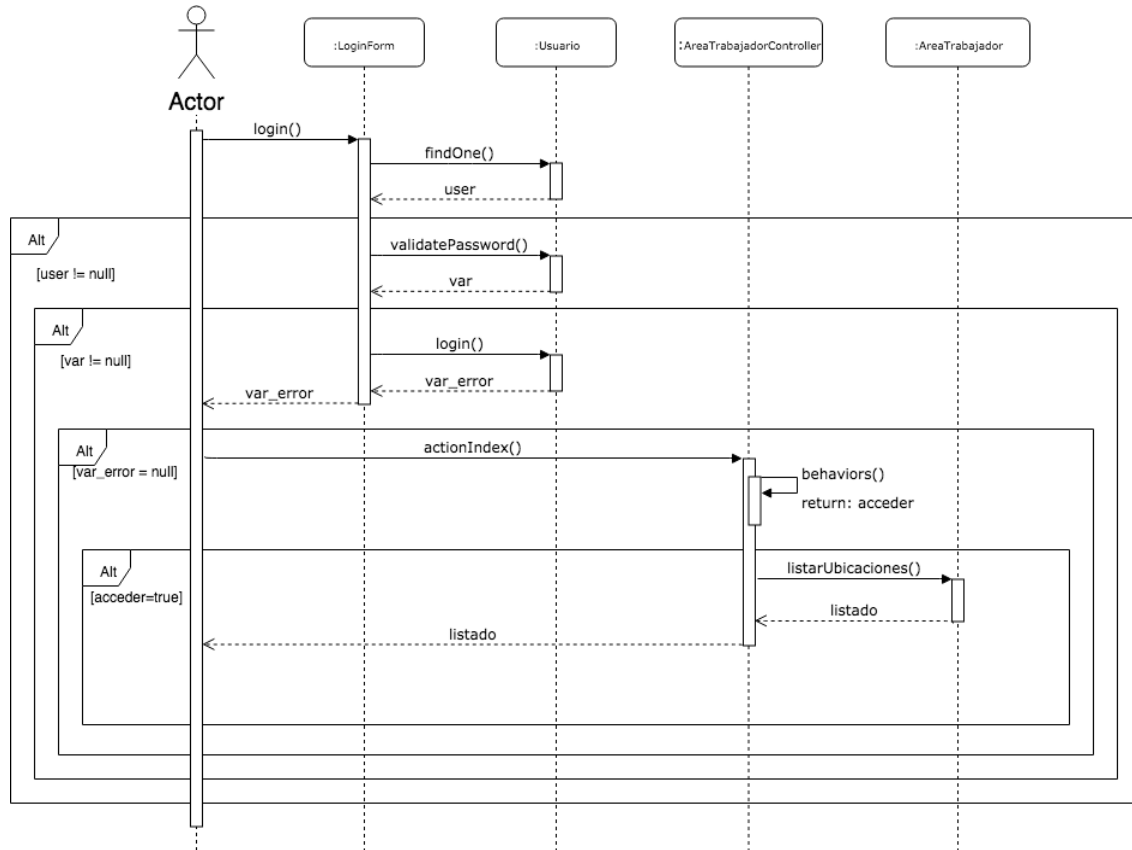 :LoginForm
:Usuario
:AreaTrabajadorController
:AreaTrabajador
Actor
login()
findOne()
user
Alt
validatePassword()
[user != null]
var
Alt
login()
[var != null]
var_error
var_error
Alt
actionIndex()
[var_error = null]
behaviors()
return: acceder
Alt
listarUbicaciones()
[acceder=true]
listado
listado